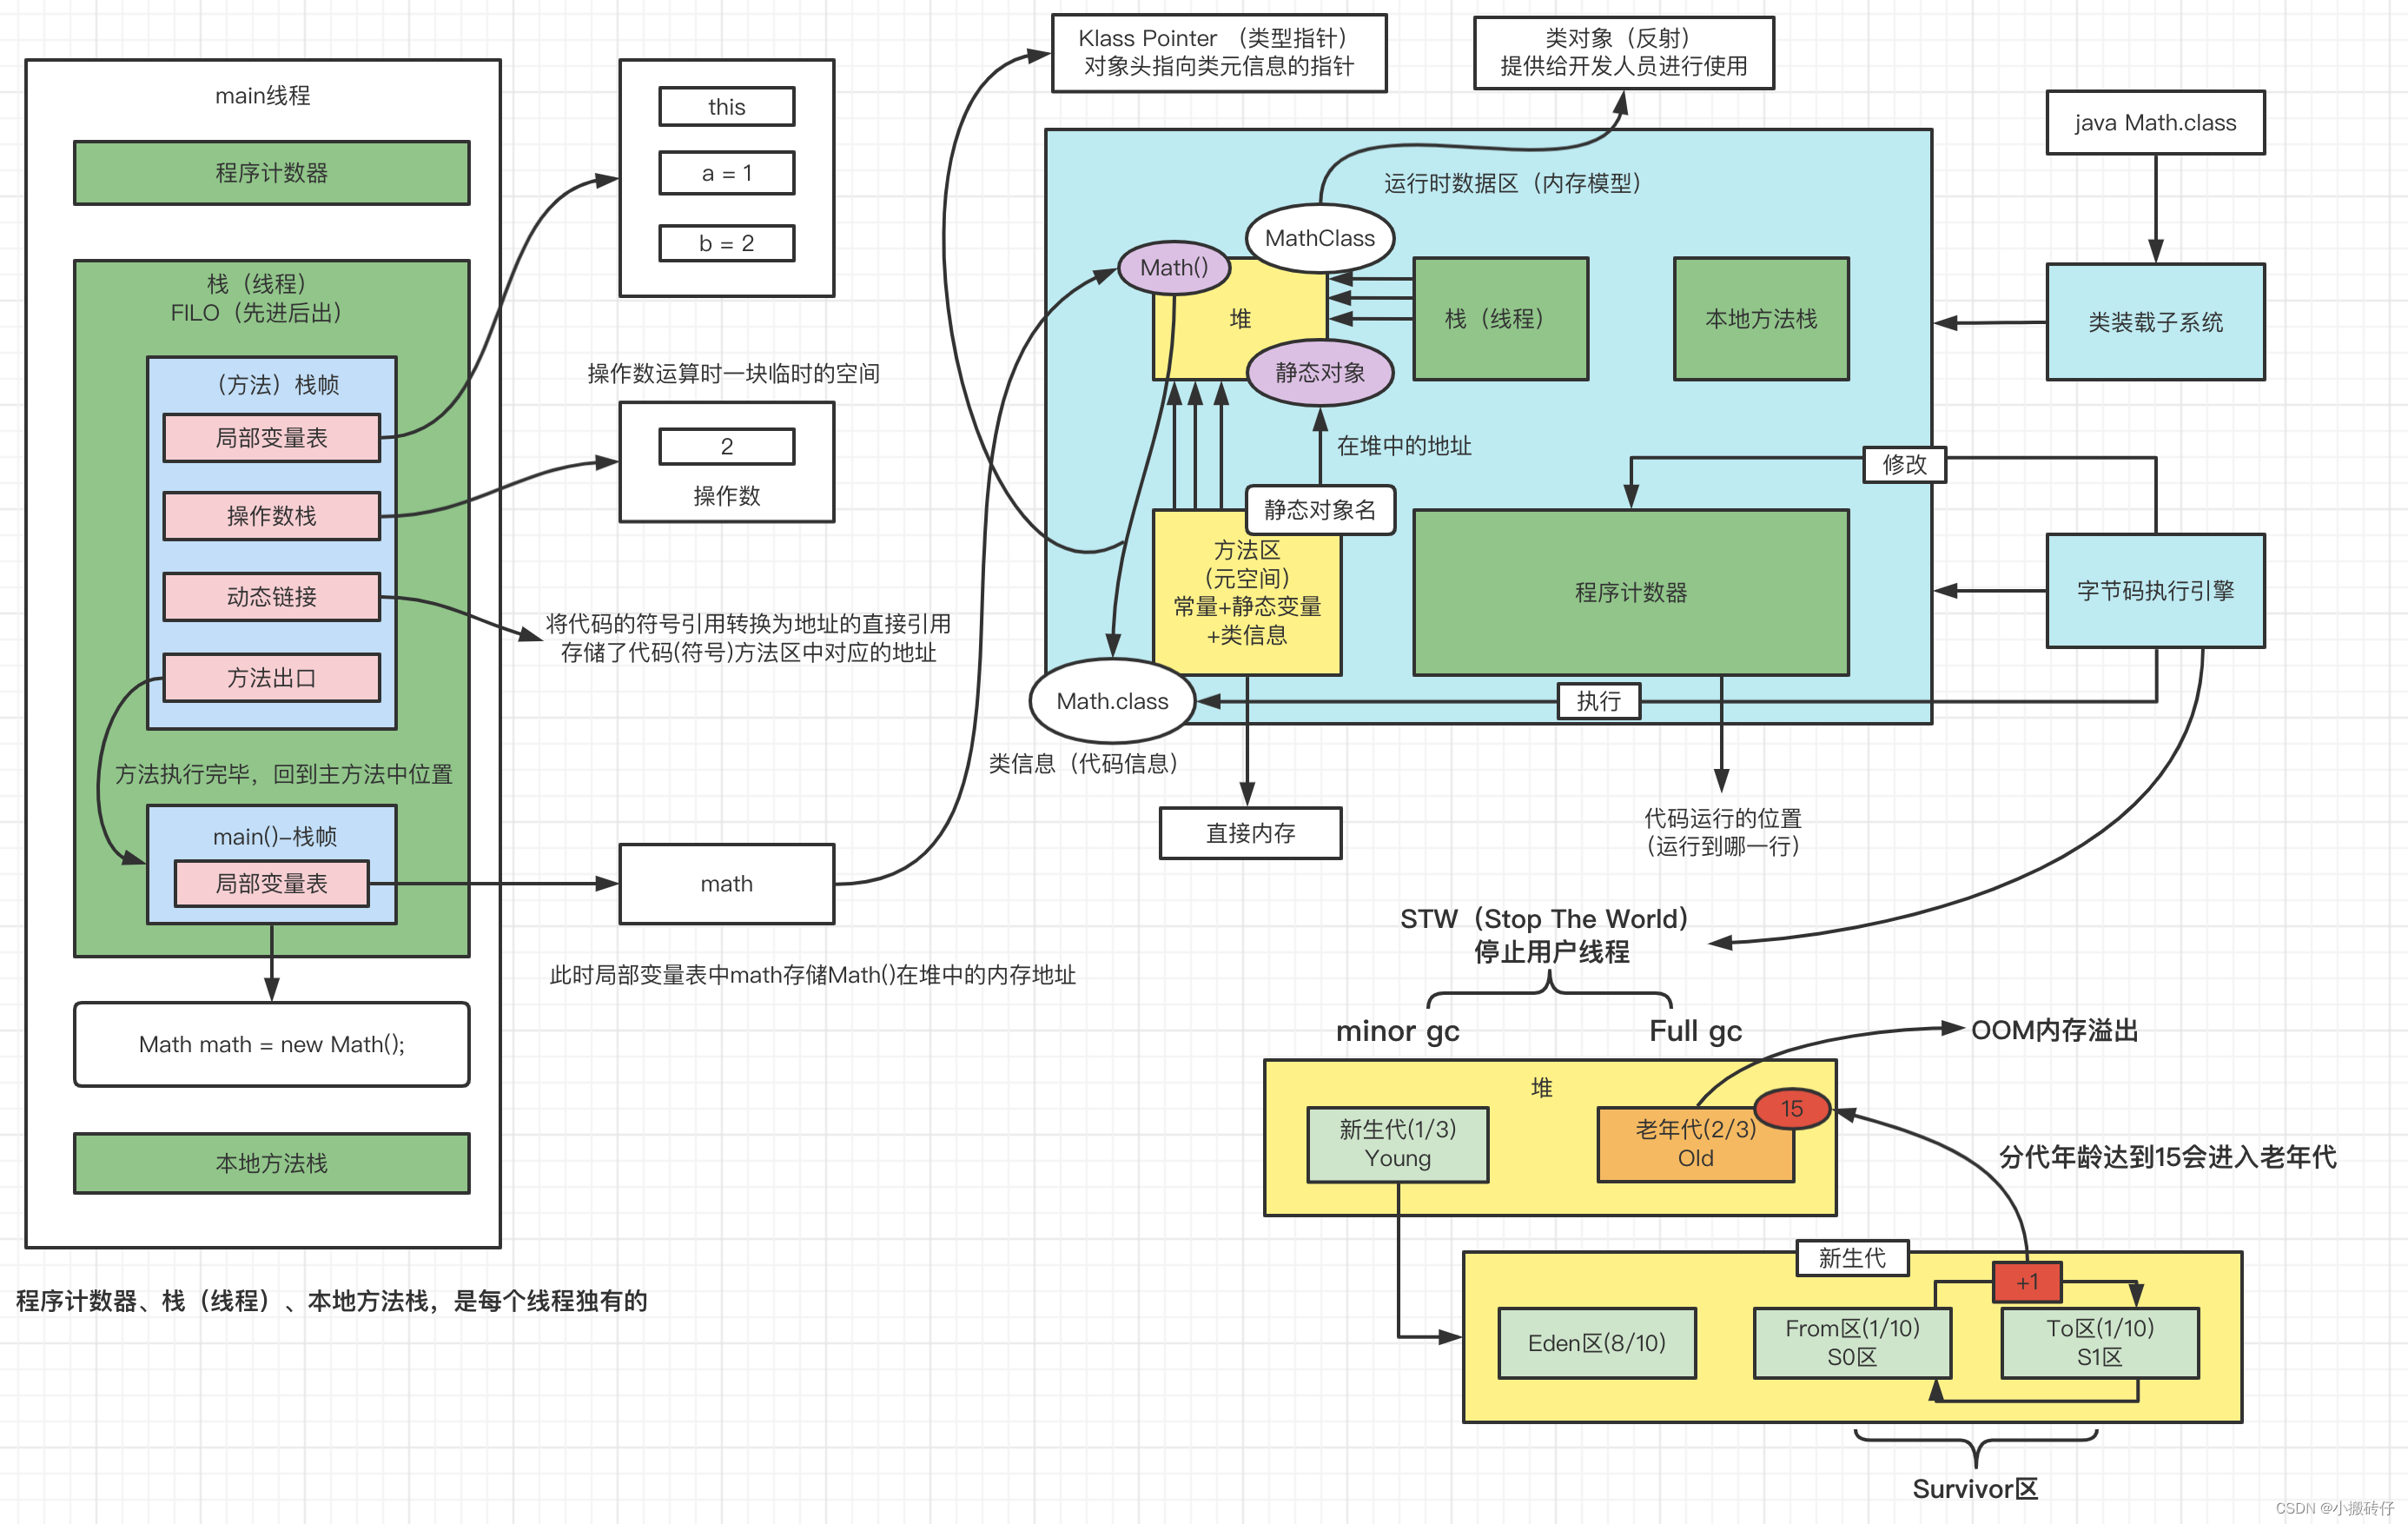 main线程
程序计数器
栈（线程）
FILO（先进后出）
（方法）栈帧
局部变量表
操作数栈
动态链接
方法出口
方法执行完毕，回到主方法中位置
main()-栈帧
局部变量表
Math math = new Math();
本地方法栈
程序计数器、栈（线程）、本地方法栈，是每个线程独有的
this
a = 1
b = 2
操作数运算时一块临时的空间
2
操作数
将代码的符号引用转换为地址的直接引用
存储了代码(符号)方法区中对应的地址
math
此时局部变量表中math存储Math()在堆中的内存地址
Klass Pointer （类型指针）
对象头指向类元信息的指针
类对象（反射）
提供给开发人员进行使用
运行时数据区（内存模型）
MathClass
Math()
堆
栈（线程）
本地方法栈
静态对象
在堆中的地址
静态对象名
方法区
（元空间）
常量+静态变量
+类信息
程序计数器
修改
执行
Math.class
类信息（代码信息）
直接内存
代码运行的位置
（运行到哪一行）
java Math.class
类装载子系统
字节码执行引擎
STW（Stop The World）
停止用户线程
minor gc
Full gc
OOM内存溢出
堆
新生代(1/3)
Young
老年代(2/3)
Old
15
分代年龄达到15会进入老年代
新生代
+1
Eden区(8/10)
From区(1/10)
S0区
To区(1/10)
S1区
Survivor区
CSDN @小搬砖仔